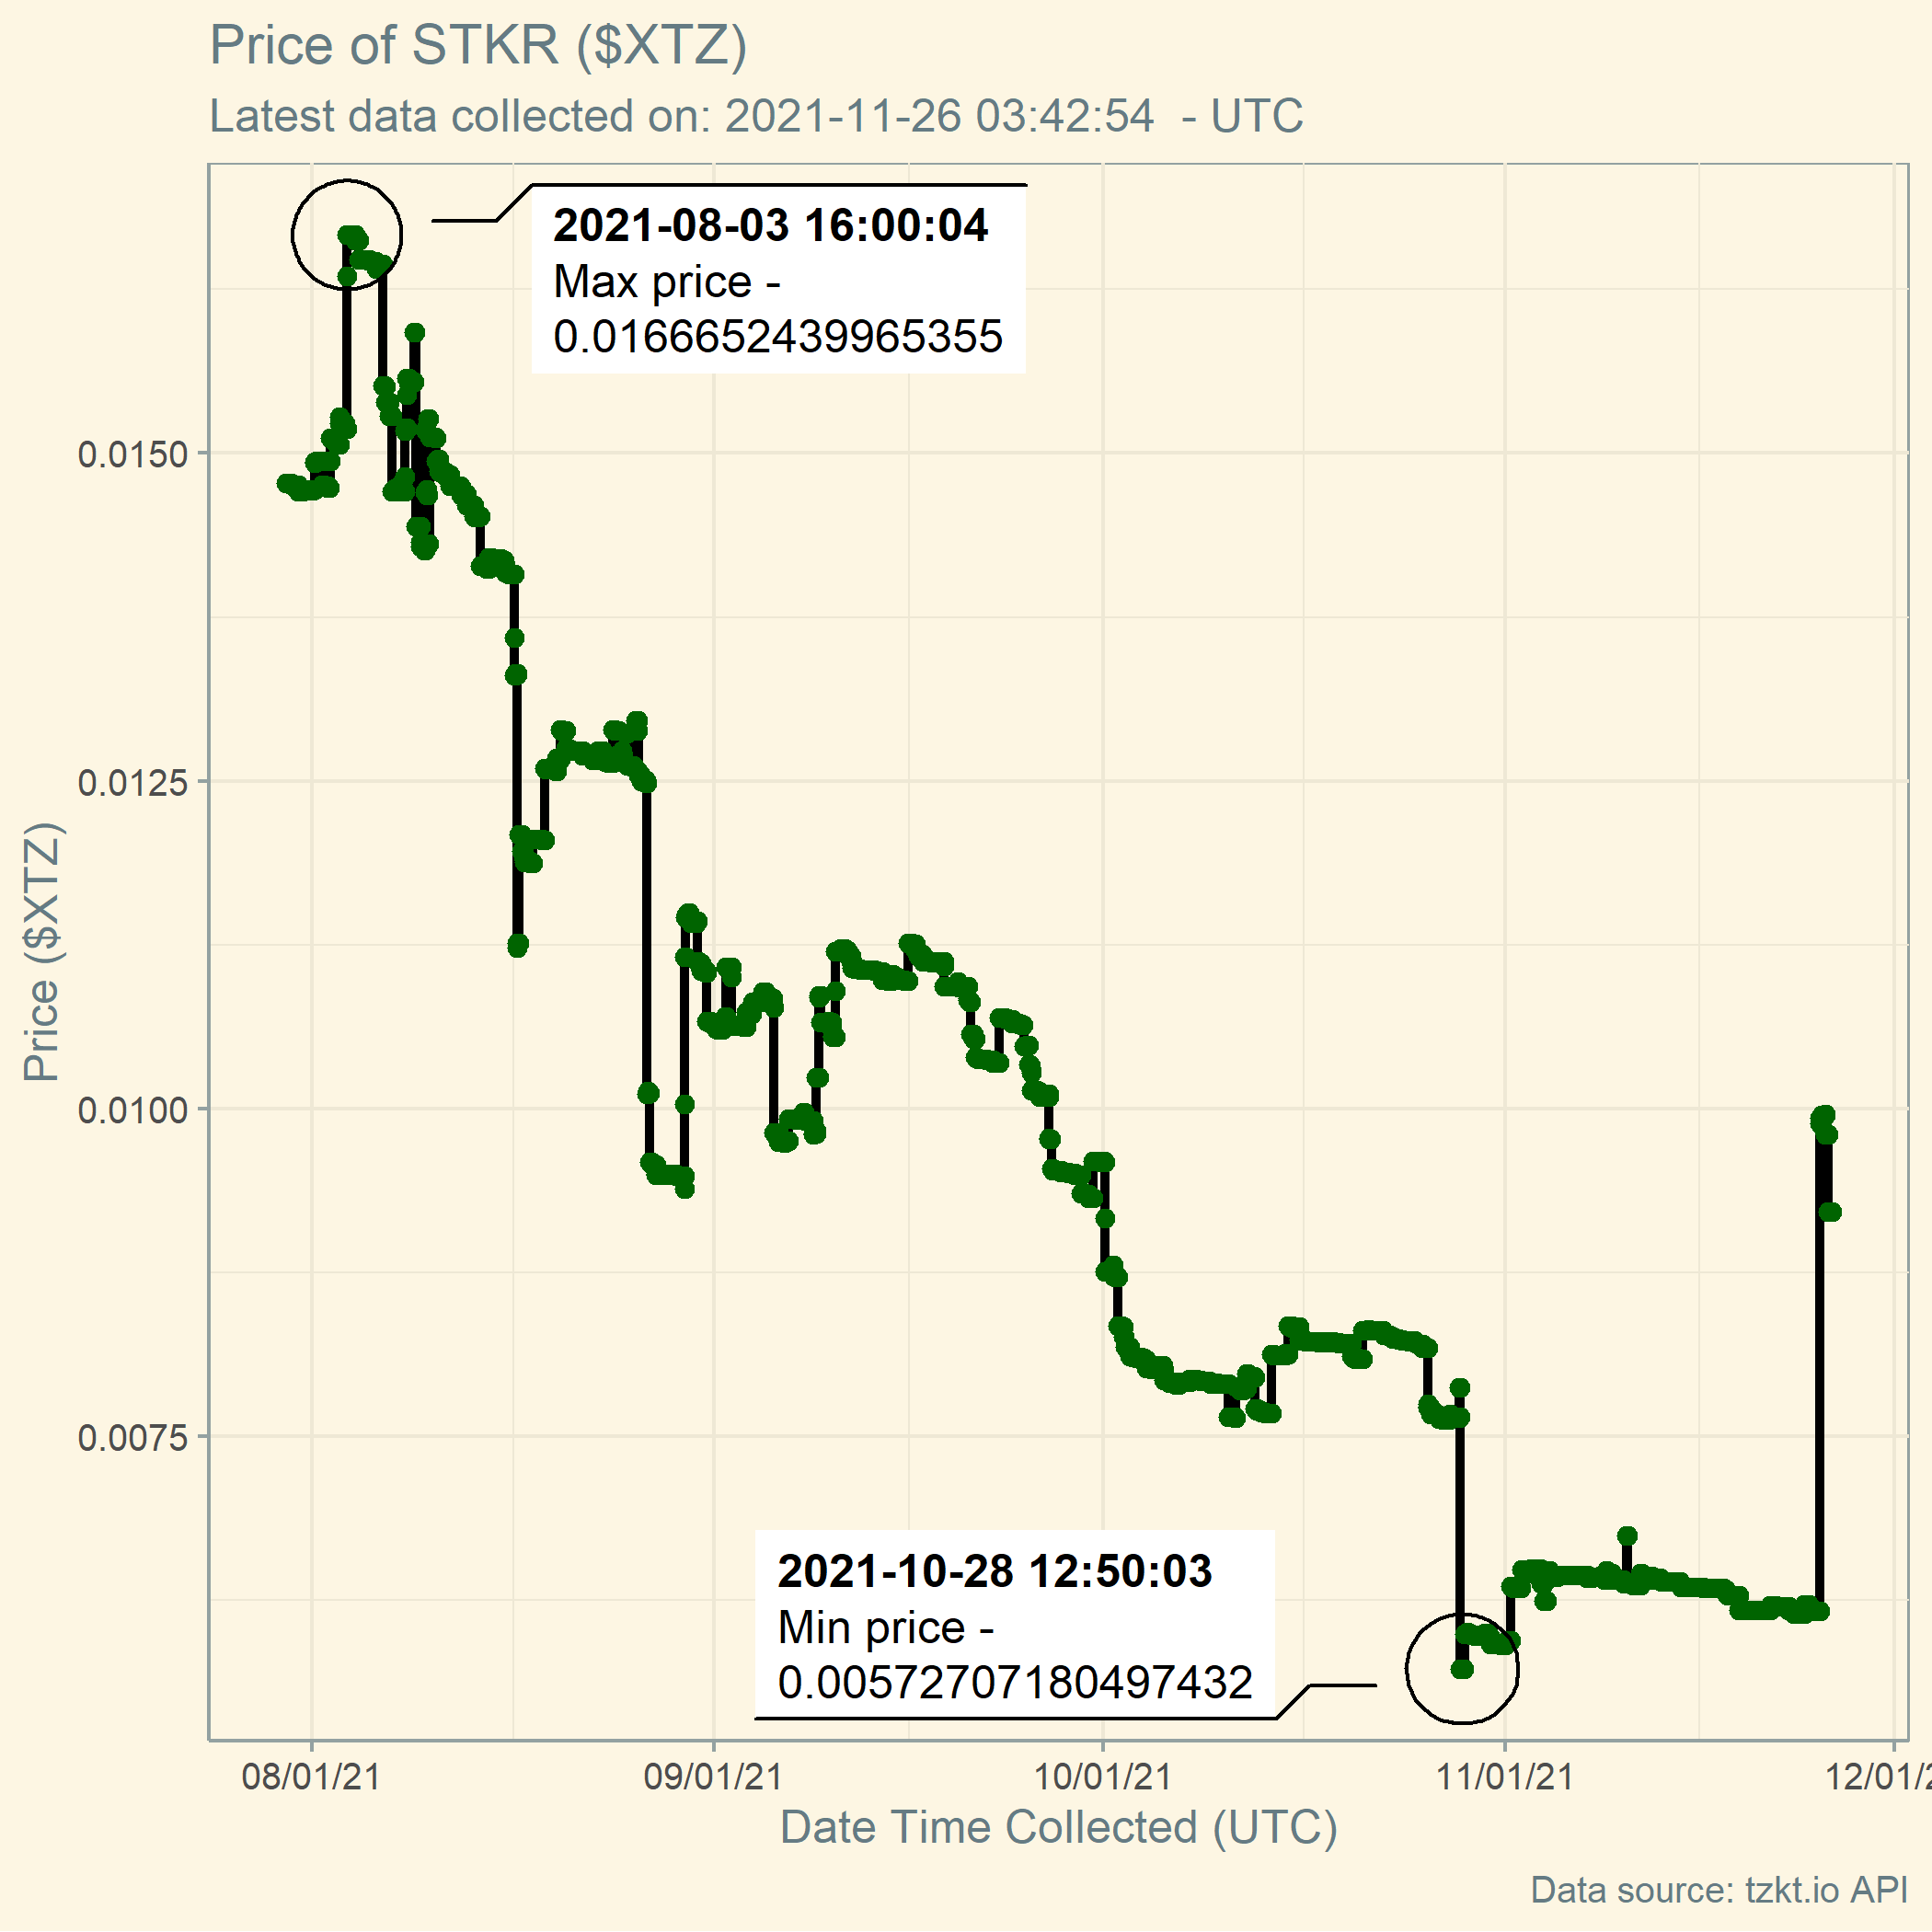 Price of STKR ($XTZ)
Latest data collected on: 2021-11-26 03:42:54  - UTC
2021-08-03 16:00:04
Max price -
0.0166652439965355
0.0150
0.0125
Price ($XTZ)
0.0100
0.0075
2021-10-28 12:50:03
Min price -
0.00572707180497432
08/01/21
09/01/21
10/01/21
11/01/21
12/01/2
Date Time Collected (UTC)
Data source: tzkt.io API